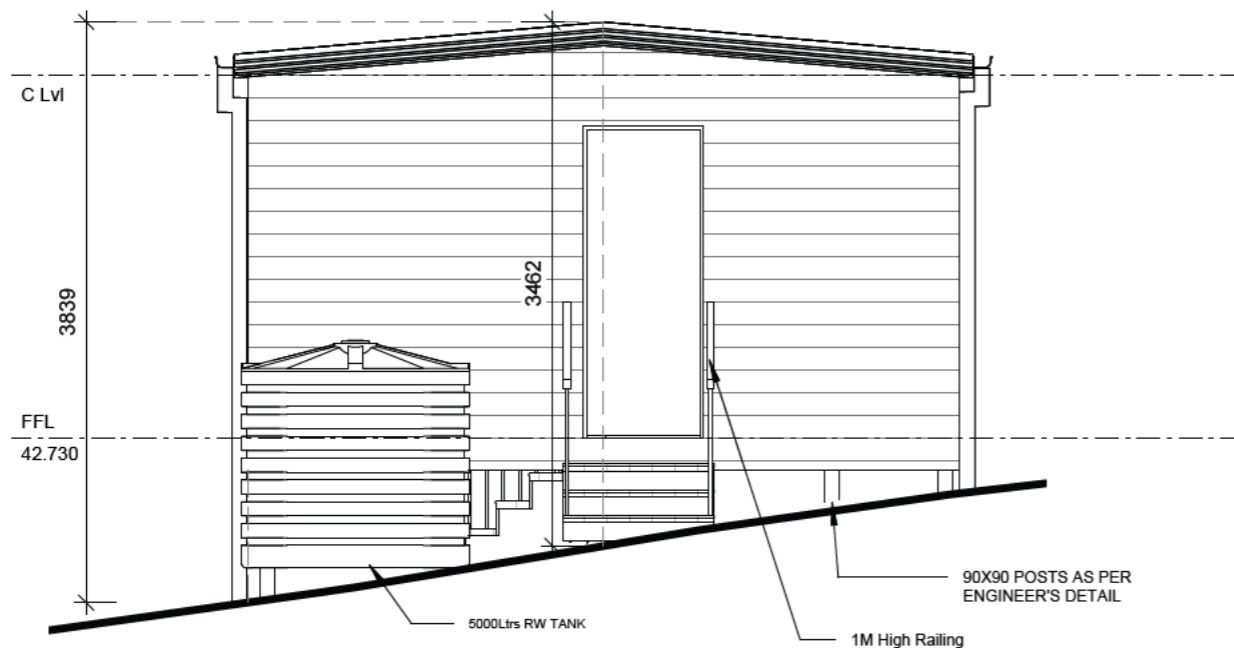 C Lvl
3839
3462
FFL
42.730
90X90 POSTS AS PER
ENGINEER'S DETAIL
5000Ltrs RW TANK
1M High Railing